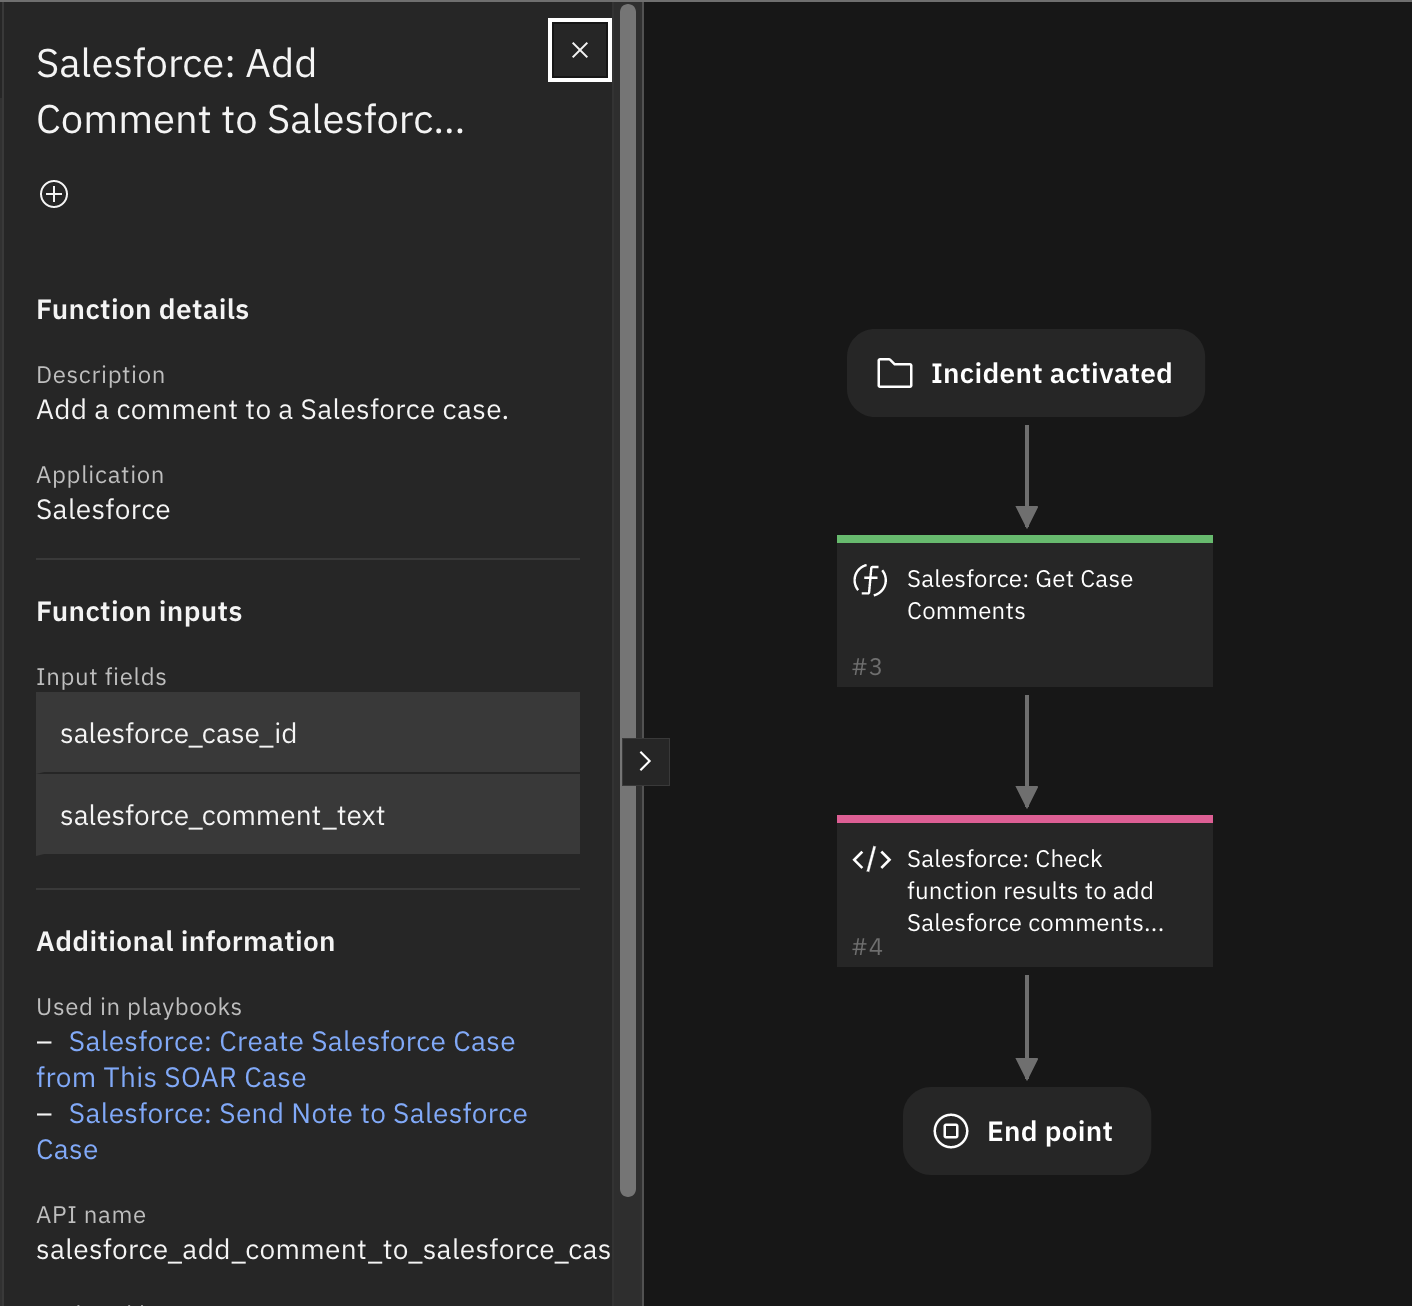 Salesforce: Add
Comment to Salesforc...
Function details
Description
Add a comment to a Salesforce case.
Application
Salesforce
Function inputs
Input fields
salesforce_case_id
salesforce_comment_text
Additional information
Used in playbooks
– Salesforce: Create Salesforce Case
from This SOAR Case
– Salesforce: Send Note to Salesforce
Case
API name
salesforce_add_comment_to_salesforce_cas
Incident activated
Salesforce: Get Case
Comments
#3
</> Salesforce: Check
function results to add
Salesforce comments...
#4
End point